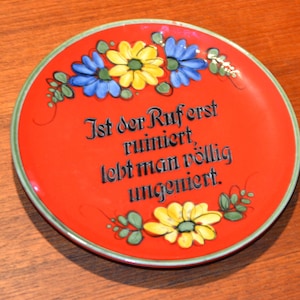 Ist der Ruf erst
ruiniert,
lebt man völlig
ungeniert.